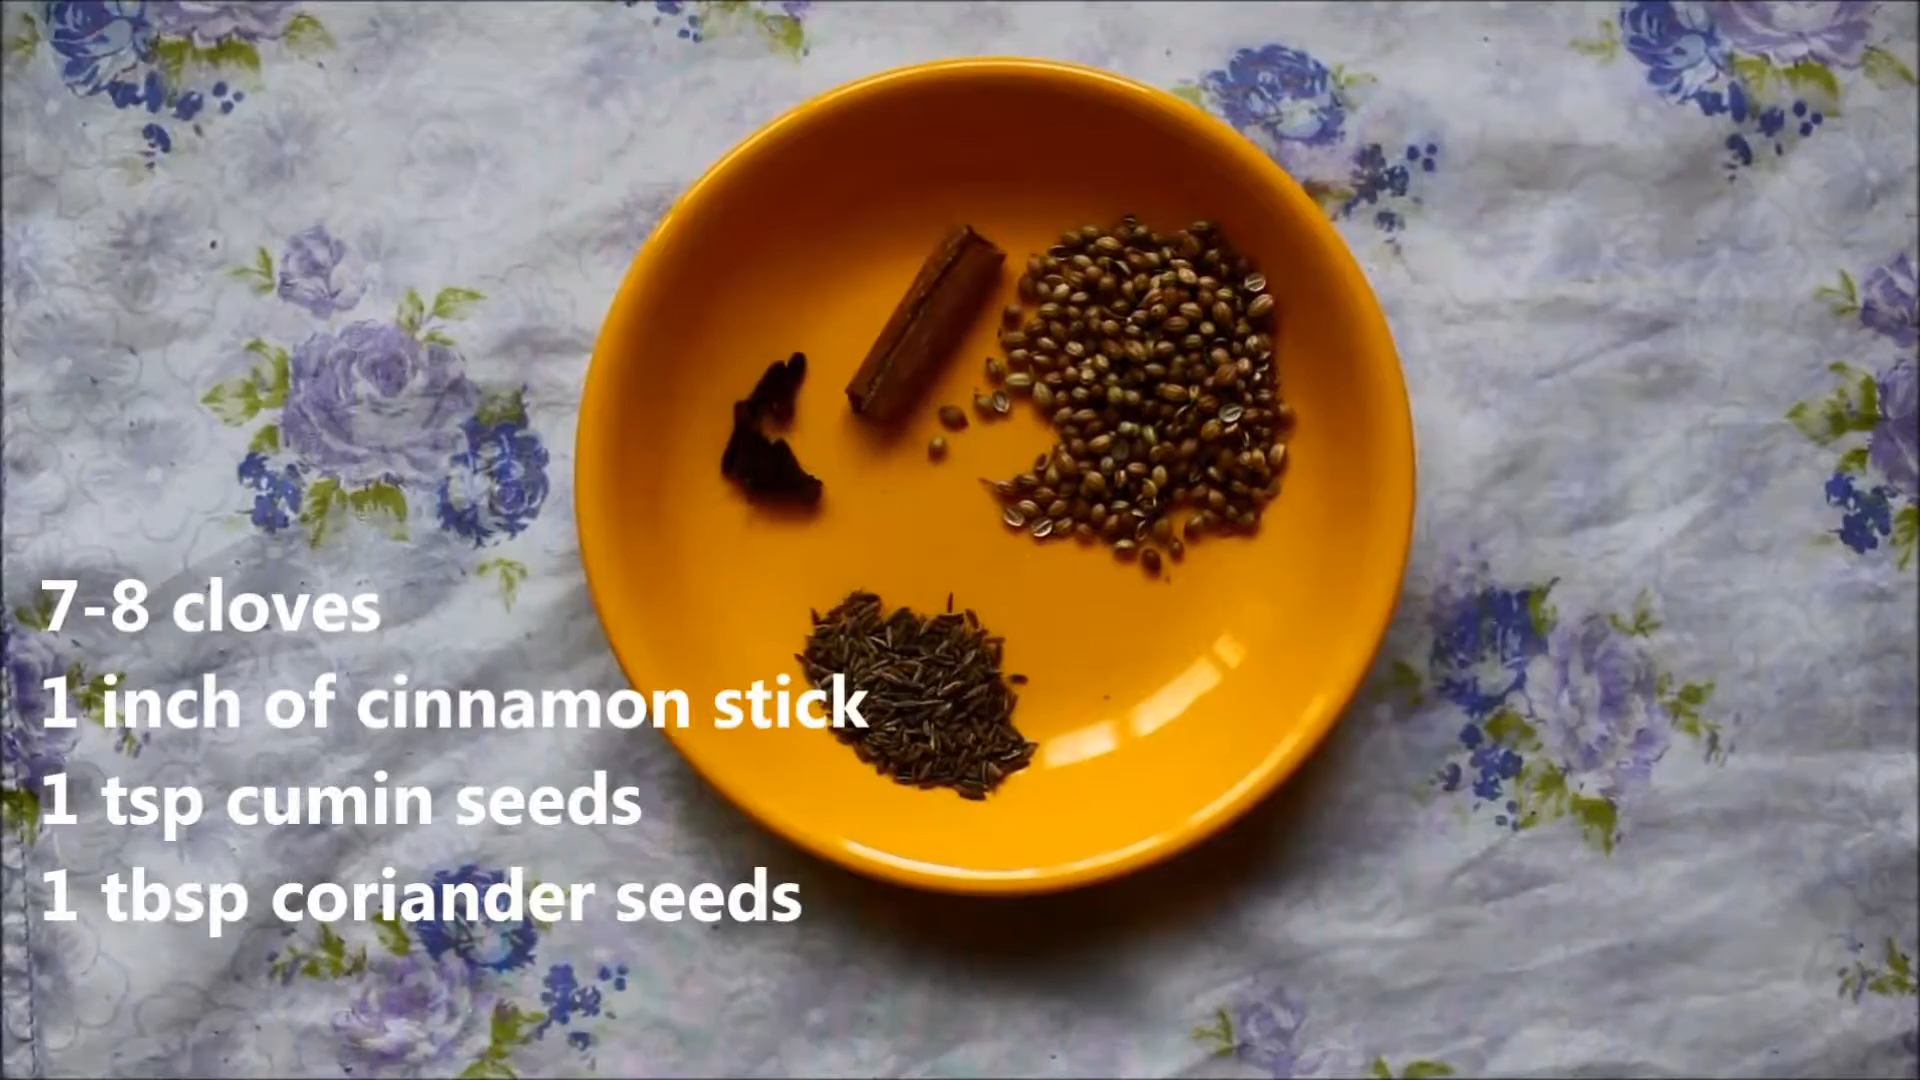 7-8 cloves
1 inch of cinnamon stick
1 tsp cumin seeds
1 tbsp coriander seeds